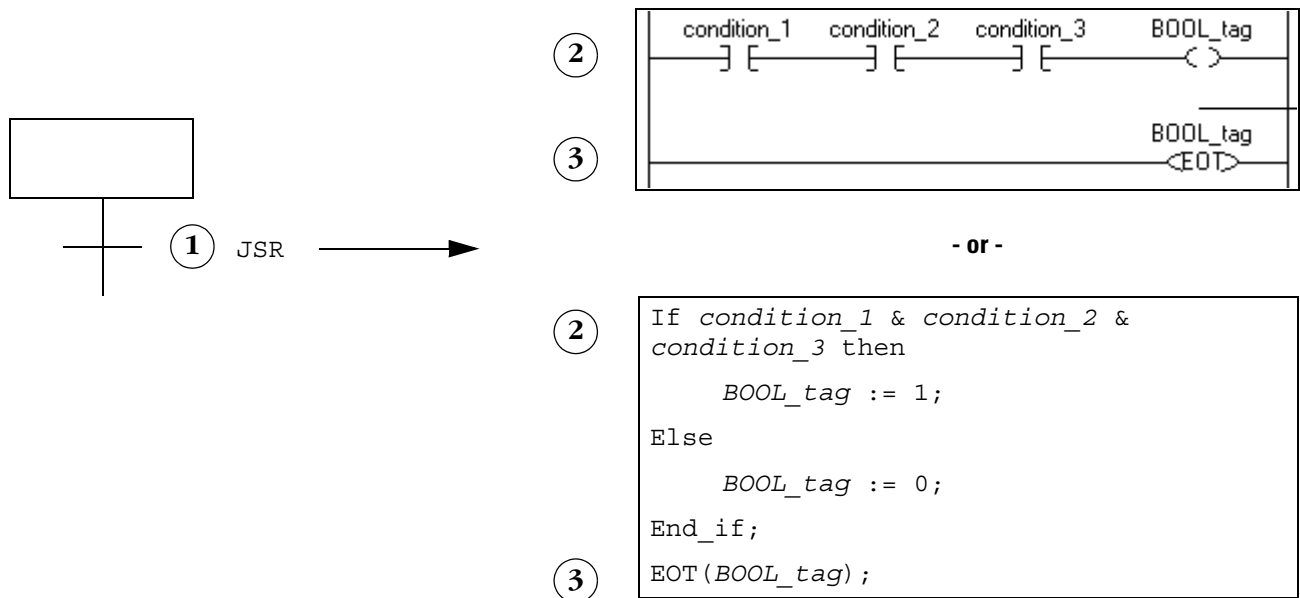 condition_1 condition_2 condition_3 BOOL_tag
2
BOOL_tag
3
EOT
1 JSR
- or -
2
If condition_1 & condition_2 &
condition_3 then
BOOL_tag := 1;
Else
BOOL_tag := 0;
End_if;
3
EOT(BOOL_tag);